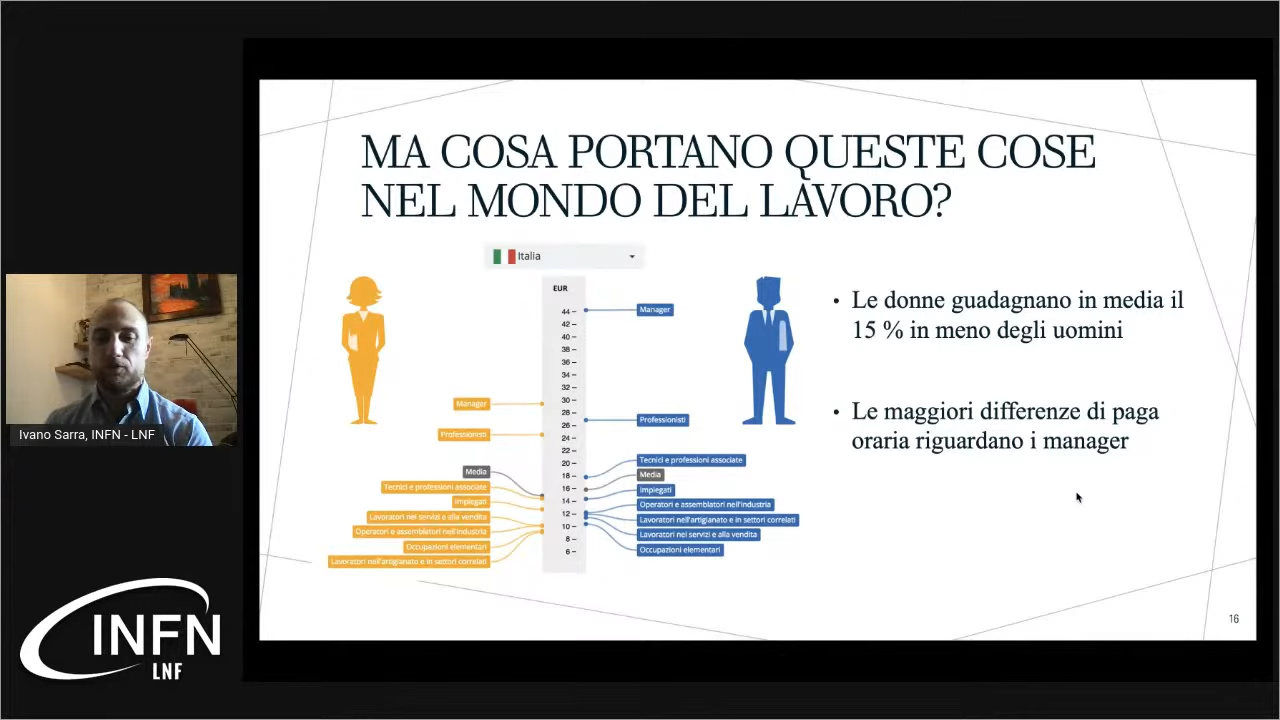 MA COSA PORTANO QUESTE COSE
NEL MONDO DEL LAVORO?
Italia
EUR
44
42
40
38
36
34
32
30
28
26
24
22
20
18
16
14
12
10
8
6
Manager
Professionisti
Media
Tecnici e professioni associate
Impiegati
Lavoratori nei servizi e alla vendita
Operatori e assemblatori nell'industria
Occupazioni elementari
Lavoratori nell'artigianato e in settori correlati
Manager
Professionisti
Tecnici e professioni associate
Media
Impiegati
Operatori e assemblatori nell'industria
Lavoratori nell'artigianato e in settori correlati
Lavoratori nei servizi e alla vendita
Occupazioni elementari
• Le donne guadagnano in media il
15 % in meno degli uomini
• Le maggiori differenze di paga
oraria riguardano i manager
16
Ivano Sarra, INFN - LNF
INFN
LNF